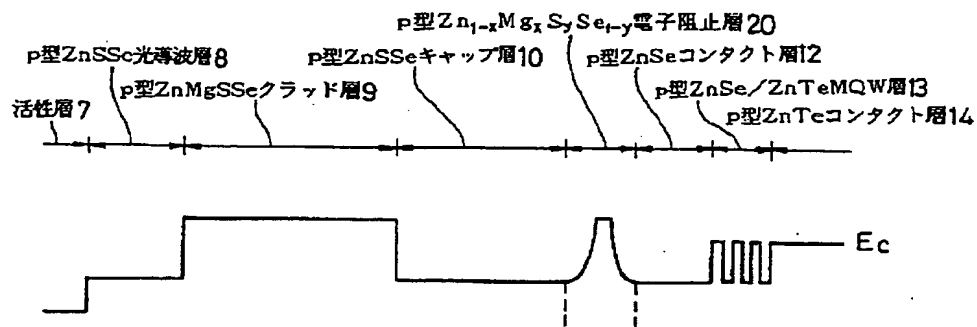 p型Zn₁₋ₓMgₓSᵧSe₁₋ᵧ電子阻止層20
p型ZnSSe光導波層8
p型ZnSSeキャップ層10
p型ZnSeコンタクト層12
p型ZnMgSSeクラッド層9
p型ZnSe/ZnTeMQW層13
活性層7
p型ZnTeコンタクト層14
Ec